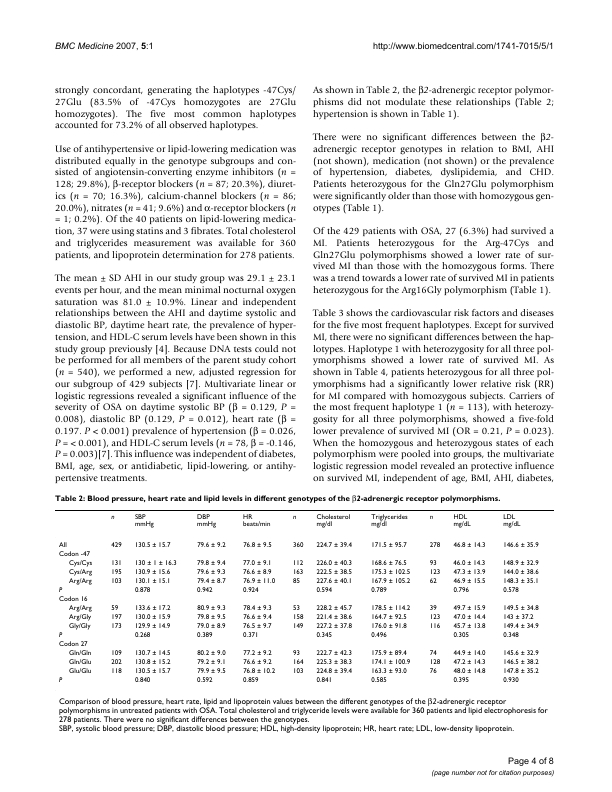 BMC Medicine 2007, 5:1
http://www.biomedcentral.com/1741-7015/5/1
strongly concordant, generating the haplotypes -47Cys/
27Glu (83.5% of -47Cys homozygotes are 27Glu
homozygotes). The five most common haplotypes
accounted for 73.2% of all observed haplotypes.
Use of antihypertensive or lipid-lowering medication was
distributed equally in the genotype subgroups and con-
sisted of angiotensin-converting enzyme inhibitors (n =
128; 29.8%), β-receptor blockers (n = 87; 20.3%), diuret-
ics (n = 70; 16.3%), calcium-channel blockers (n = 86;
20.0%), nitrates (n = 41; 9.6%) and α-receptor blockers (n
= 1; 0.2%). Of the 40 patients on lipid-lowering medica-
tion, 37 were using statins and 3 fibrates. Total cholesterol
and triglycerides measurement was available for 360
patients, and lipoprotein determination for 278 patients.
The mean ± SD AHI in our study group was 29.1 ± 23.1
events per hour, and the mean minimal nocturnal oxygen
saturation was 81.0 ± 10.9%. Linear and independent
relationships between the AHI and daytime systolic and
diastolic BP, daytime heart rate, the prevalence of hyper-
tension, and HDL-C serum levels have been shown in this
study group previously [4]. Because DNA tests could not
be performed for all members of the parent study cohort
(n = 540), we performed a new, adjusted regression for
our subgroup of 429 subjects [7]. Multivariate linear or
logistic regressions revealed a significant influence of the
severity of OSA on daytime systolic BP (β = 0.129, P =
0.008), diastolic BP (0.129, P = 0.012), heart rate (β =
0.197. P < 0.001) prevalence of hypertension (β = 0.026,
P = < 0.001), and HDL-C serum levels (n = 78, β = -0.146,
P = 0.003)[7]. This influence was independent of diabetes,
BMI, age, sex, or antidiabetic, lipid-lowering, or antihy-
pertensive treatments.
As shown in Table 2, the β2-adrenergic receptor polymor-
phisms did not modulate these relationships (Table 2;
hypertension is shown in Table 1).
There were no significant differences between the β2-
adrenergic receptor genotypes in relation to BMI, AHI
(not shown), medication (not shown) or the prevalence
of hypertension, diabetes, dyslipidemia, and CHD.
Patients heterozygous for the Gln27Glu polymorphism
were significantly older than those with homozygous gen-
otypes (Table 1).
Of the 429 patients with OSA, 27 (6.3%) had survived a
MI. Patients heterozygous for the Arg-47Cys and
Gln27Glu polymorphisms showed a lower rate of sur-
vived MI than those with the homozygous forms. There
was a trend towards a lower rate of survived MI in patients
heterozygous for the Arg16Gly polymorphism (Table 1).
Table 3 shows the cardiovascular risk factors and diseases
for the five most frequent haplotypes. Except for survived
MI, there were no significant differences between the hap-
lotypes. Haplotype 1 with heterozygosity for all three pol-
ymorphisms showed a lower rate of survived MI. As
shown in Table 4, patients heterozygous for all three pol-
ymorphisms had a significantly lower relative risk (RR)
for MI compared with homozygous subjects. Carriers of
the most frequent haplotype 1 (n = 113), with heterozy-
gosity for all three polymorphisms, showed a five-fold
lower prevalence of survived MI (OR = 0.21, P = 0.023).
When the homozygous and heterozygous states of each
polymorphism were pooled into groups, the multivariate
logistic regression model revealed an protective influence
on survived MI, independent of age, BMI, AHI, diabetes,
Table 2: Blood pressure, heart rate and lipid levels in different genotypes of the β2-adrenergic receptor polymorphisms.
n SBP DBP HR n Cholesterol Triglycerides n HDL LDL
mmHg mmHg beats/min mg/dl mg/dl mg/dl mg/dl
All 429 130.5 ± 15.7 79.6 ± 9.2 76.8 ± 9.5 360 224.7 ± 39.4 171.5 ± 95.7 278 46.8 ± 14.3 146.6 ± 35.9
Codon -47
Cys/Cys 131 130 ± 1 ± 16.3 79.8 ± 9.4 77.0 ± 9.1 112 226.0 ± 40.3 168.6 ± 76.5 93 46.0 ± 14.3 148.9 ± 32.9
Cys/Arg 195 130.9 ± 15.6 79.6 ± 9.3 76.6 ± 8.9 163 222.5 ± 38.5 175.3 ± 102.5 123 47.3 ± 13.9 144.0 ± 38.6
Arg/Arg 103 130.1 ± 15.1 79.4 ± 8.7 76.9 ± 11.0 85 227.6 ± 40.1 167.9 ± 105.2 62 46.9 ± 15.5 148.3 ± 35.1
P 0.878 0.942 0.924 0.594 0.789 0.796 0.578
Codon 16
Arg/Arg 59 133.6 ± 17.2 80.9 ± 9.3 78.4 ± 9.3 53 228.2 ± 45.7 178.5 ± 114.2 39 49.7 ± 15.9 149.5 ± 34.8
Arg/Gly 197 130.0 ± 15.9 79.8 ± 9.5 76.6 ± 9.4 158 221.4 ± 38.6 164.7 ± 92.5 123 47.0 ± 14.4 143 ± 37.2
Gly/Gly 173 129.9 ± 14.9 79.0 ± 8.9 76.5 ± 9.7 149 227.2 ± 37.8 176.0 ± 91.8 116 45.7 ± 13.8 149.4 ± 34.9
P 0.268 0.389 0.371 0.345 0.496 0.305 0.348
Codon 27
Gln/Gln 109 130.7 ± 14.5 80.2 ± 9.0 77.2 ± 9.2 93 222.7 ± 42.3 175.9 ± 89.4 74 44.9 ± 14.0 145.6 ± 32.9
Gln/Glu 202 130.8 ± 15.2 79.2 ± 9.1 76.6 ± 9.2 164 225.3 ± 38.3 174.1 ± 100.9 128 47.2 ± 14.3 146.5 ± 38.2
Glu/Glu 118 130.5 ± 15.7 79.9 ± 9.5 76.8 ± 10.2 103 224.8 ± 39.4 163.3 ± 93.0 76 48.0 ± 14.8 147.8 ± 35.2
P 0.840 0.592 0.859 0.841 0.585 0.395 0.930
Comparison of blood pressure, heart rate, lipid and lipoprotein values between the different genotypes of the β2-adrenergic receptor
polymorphisms in untreated patients with OSA. Total cholesterol and triglyceride levels were available for 360 patients and lipid electrophoresis for
278 patients. There were no significant differences between the genotypes.
SBP, systolic blood pressure; DBP, diastolic blood pressure; HDL, high-density lipoprotein; HR, heart rate; LDL, low-density lipoprotein.
Page 4 of 8
(page number not for citation purposes)